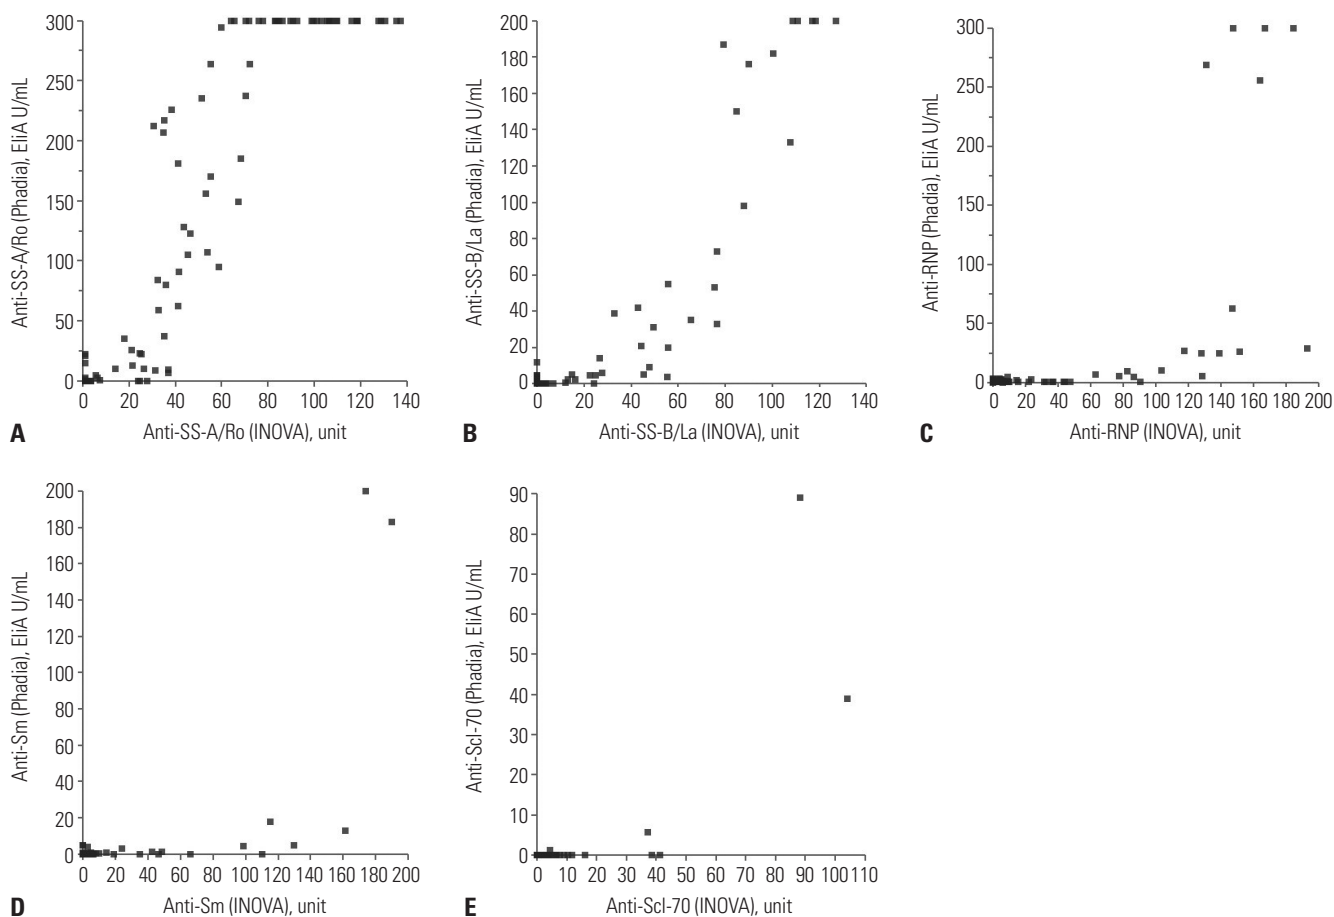 300
250
200
150
100
50
0
Anti-SS-A/Ro (Phadia), EliA U/mL
0 20 40 60 80 100 120 140
Anti-SS-A/Ro (INOVA), unit
A
200
180
160
140
120
100
80
60
40
20
0
Anti-SS-B/La (Phadia), EliA U/mL
0 20 40 60 80 100 120 140
Anti-SS-B/La (INOVA), unit
B
300
250
200
150
100
50
0
Anti-RNP (Phadia), EliA U/mL
0 20 40 60 80 100 120 140 160 180 200
Anti-RNP (INOVA), unit
C
200
180
160
140
120
100
80
60
40
20
0
Anti-Sm (Phadia), EliA U/mL
0 20 40 60 80 100 120 140 160 180 200
Anti-Sm (INOVA), unit
D
90
80
70
60
50
40
30
20
10
0
Anti-Scl-70 (Phadia), EliA U/mL
0 10 20 30 40 50 60 70 80 90 100 110
Anti-Scl-70 (INOVA), unit
E